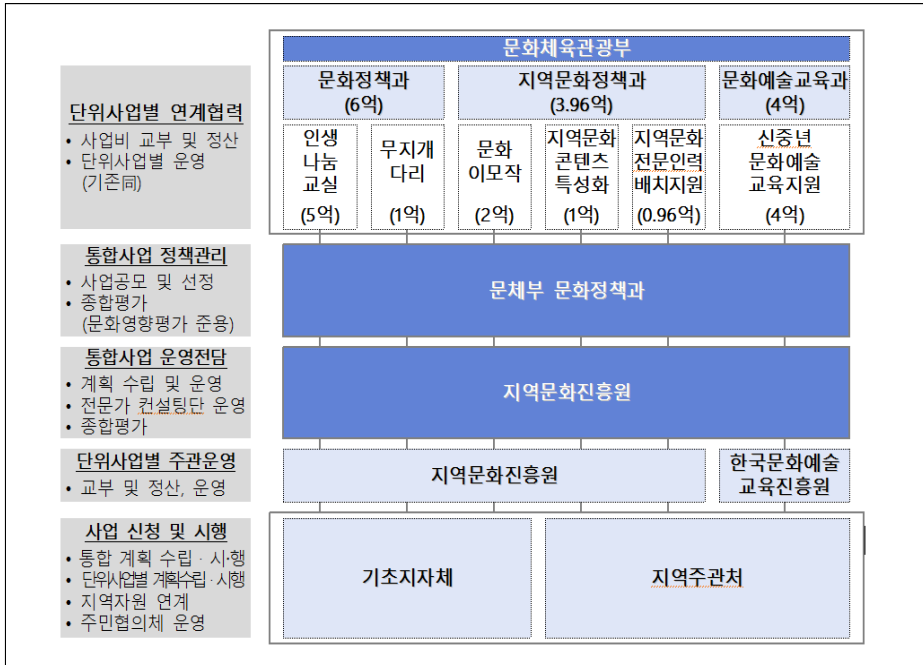 문화체육관광부
단위사업별 연계협력
• 사업비 교부 및 정산
• 단위사업별 운영
(기존同)
문화정책과
(6억)
지역문화정책과
(3.96억)
문화예술교육과
(4억)
인생
나눔
교실
(5억)
무지개
다리
(1억)
문화
이모작
(2억)
지역문화
콘텐츠
특성화
(1억)
지역문화
전문인력
배치지원
(0.96억)
신중년
문화예술
교육지원
(4억)
통합사업 정책관리
• 사업공모 및 선정
• 종합평가
(문화영향평가 준용)
문체부 문화정책과
통합사업 운영전담
• 계획 수립 및 운영
• 전문가 컨설팅단 운영
• 종합평가
지역문화진흥원
단위사업별 주관운영
• 교부 및 정산, 운영
지역문화진흥원
한국문화예술
교육진흥원
사업 신청 및 시행
• 통합 계획 수립 · 시·행
• 단위사업별 계획수립 · 시행
• 지역자원 연계
• 주민협의체 운영
기초지자체
지역주관처